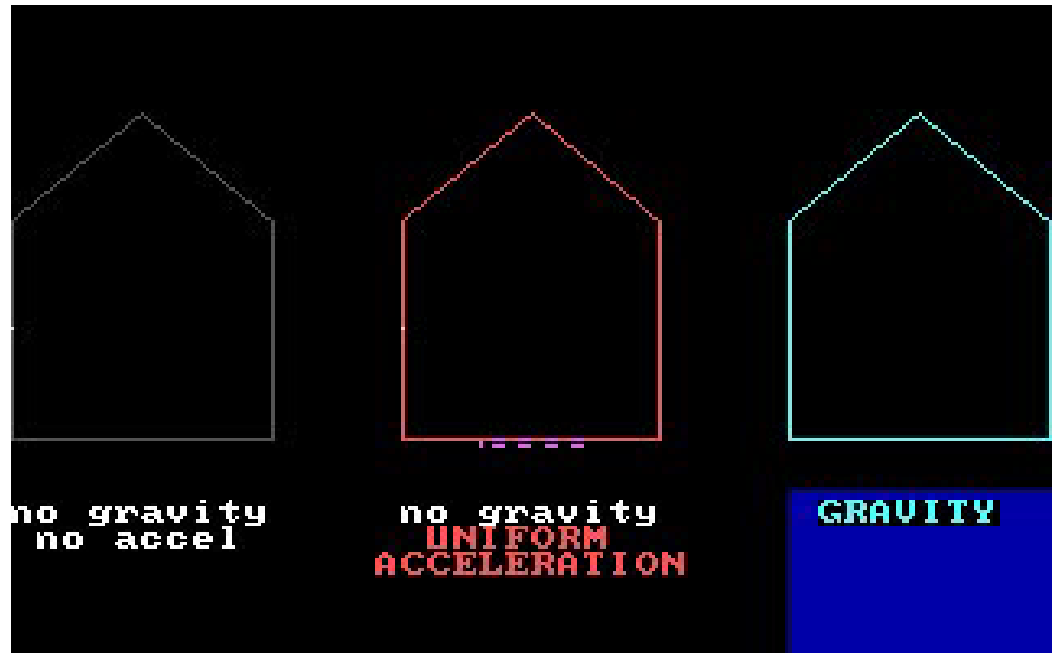 no gravity
no accel
no gravity
UNIFORM
ACCELERATION
GRAVITY